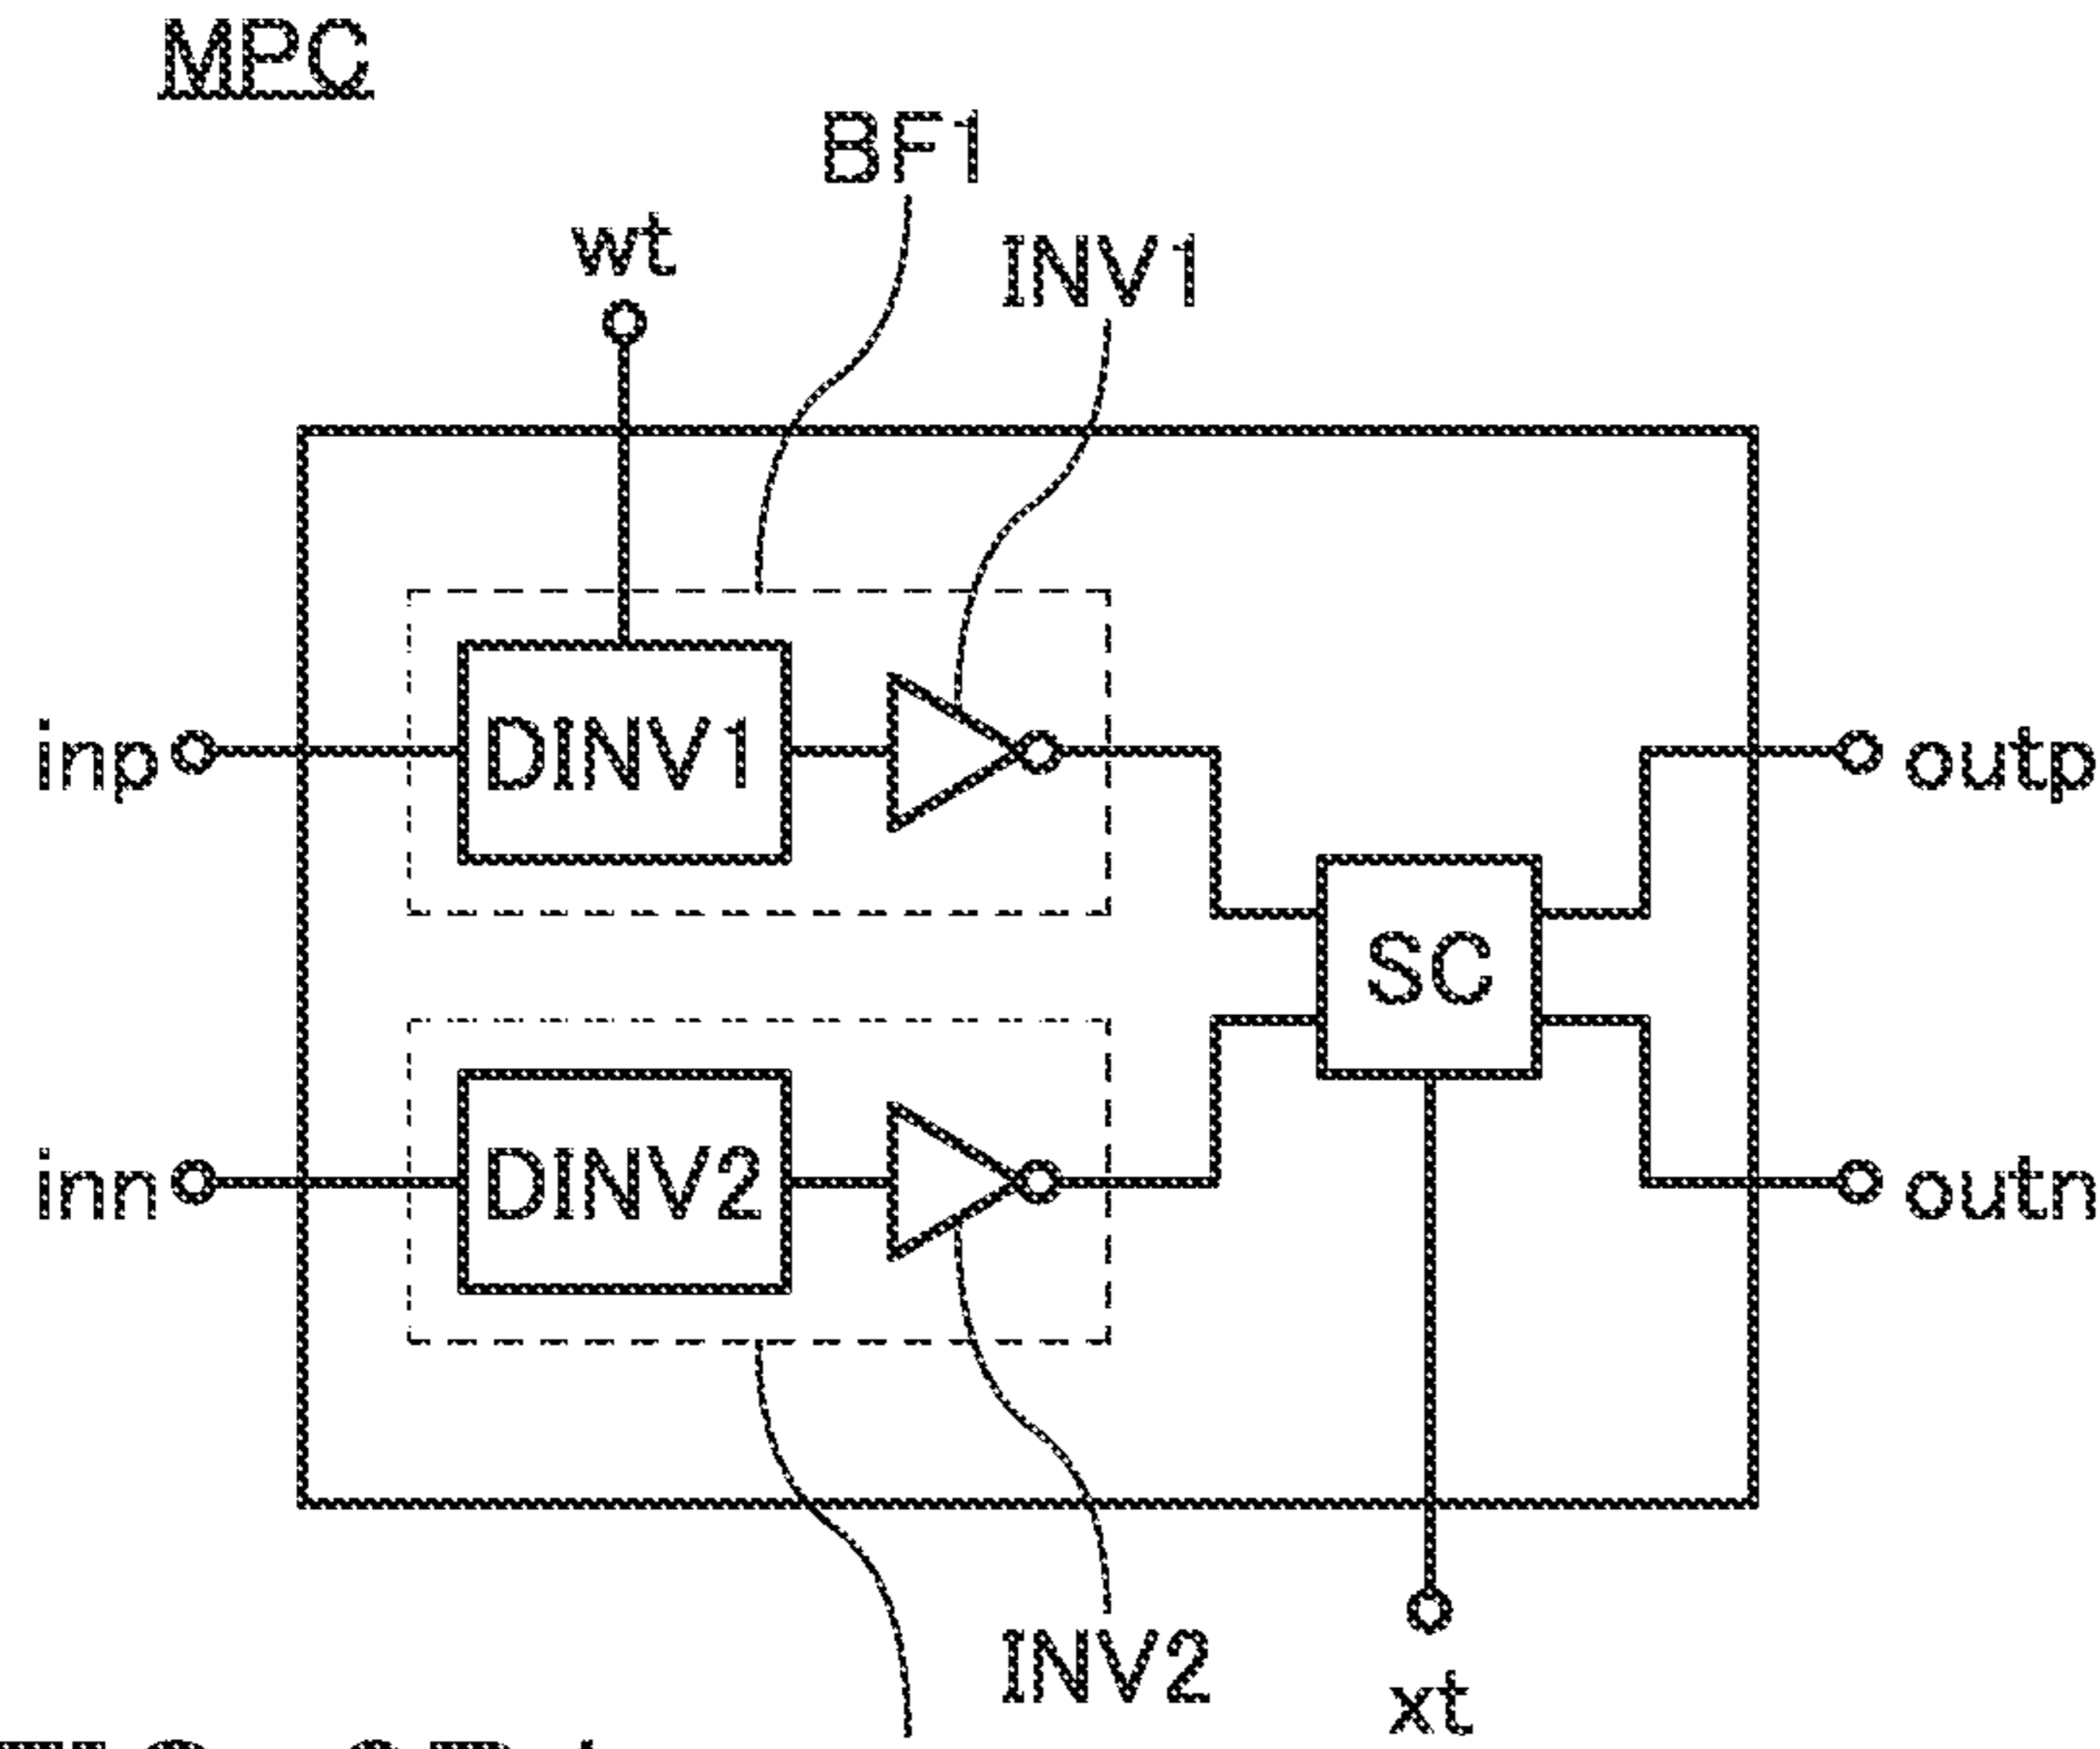 MPC
BF1
wt
INV1
inp
DINV1
outp
SC
inn
DINV2
outn
INV2
xt